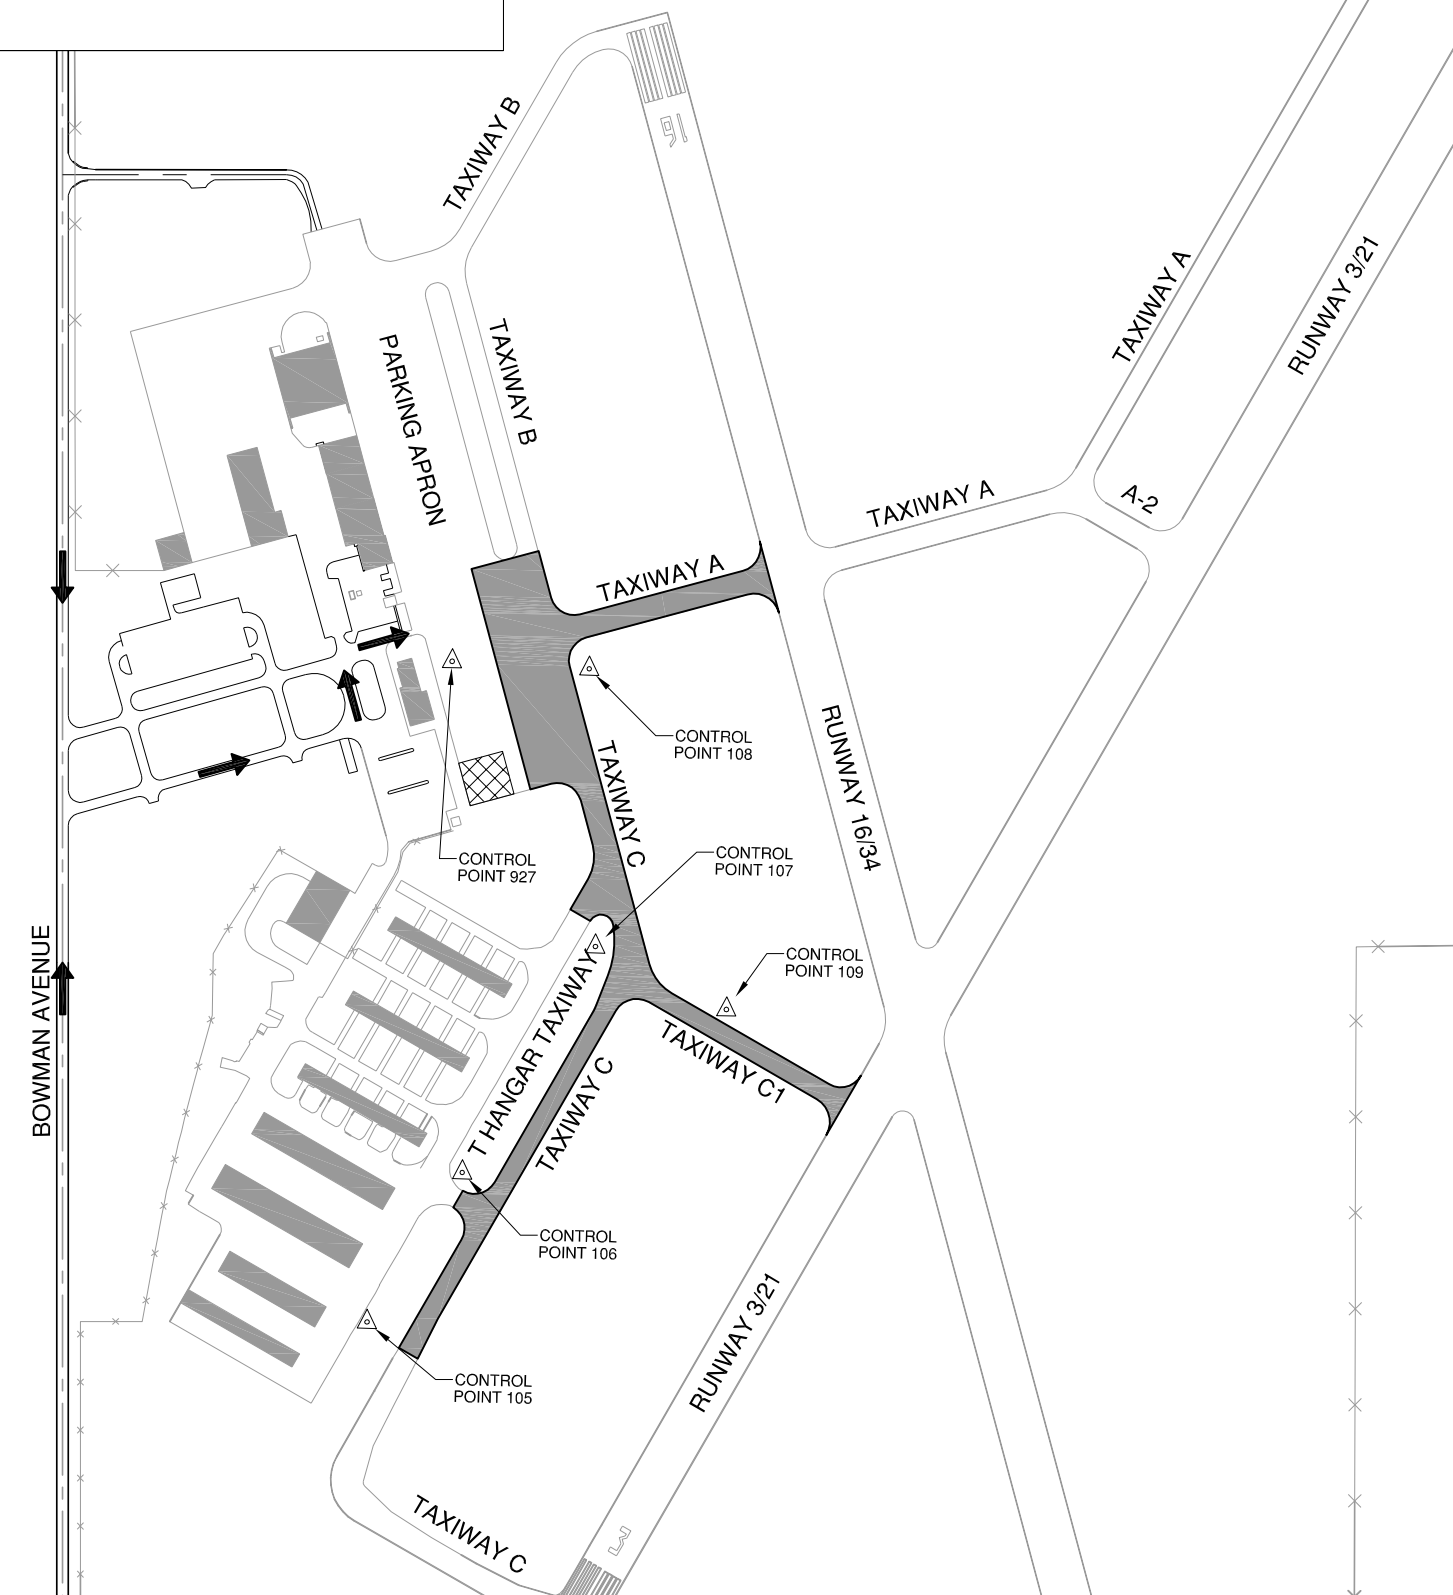 TAXIWAY B
16
TAXIWAY A
RUNWAY 3/21
PARKING APRON
TAXIWAY B
TAXIWAY A
A-2
TAXIWAY A
CONTROL
POINT 108
RUNWAY 16/34
TAXIWAY C
CONTROL
POINT 927
CONTROL
POINT 107
BOWMAN AVENUE
CONTROL
POINT 109
T HANGAR TAXIWAY
TAXIWAY C
TAXIWAY C1
CONTROL
POINT 106
RUNWAY 3/21
CONTROL
POINT 105
TAXIWAY C
3